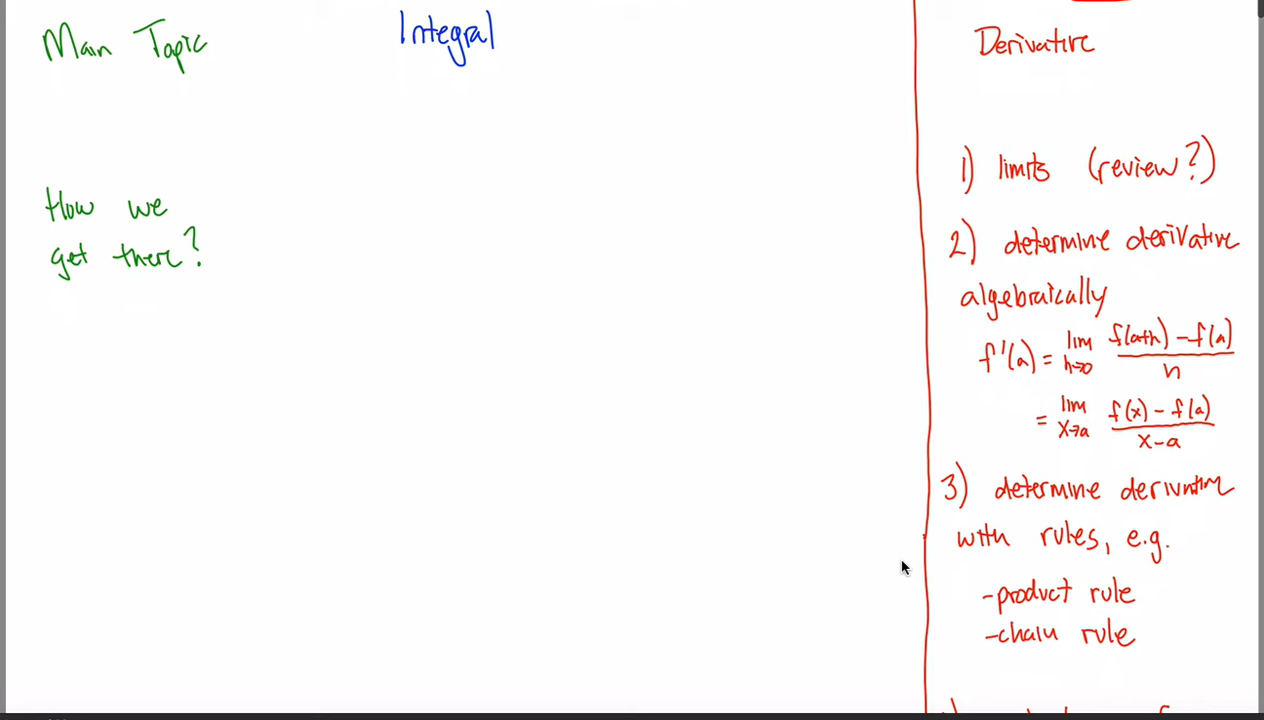 Main Topic
Integral
How we
get there?
Derivative
1) limits (review?)
2) determine derivative
algebraically
f'(a) = lim h→0 f(a+h) - f(a) / h
= lim x→a f(x) - f(a) / x-a
3) determine derivative
with rules, e.g.
-product rule
-chain rule